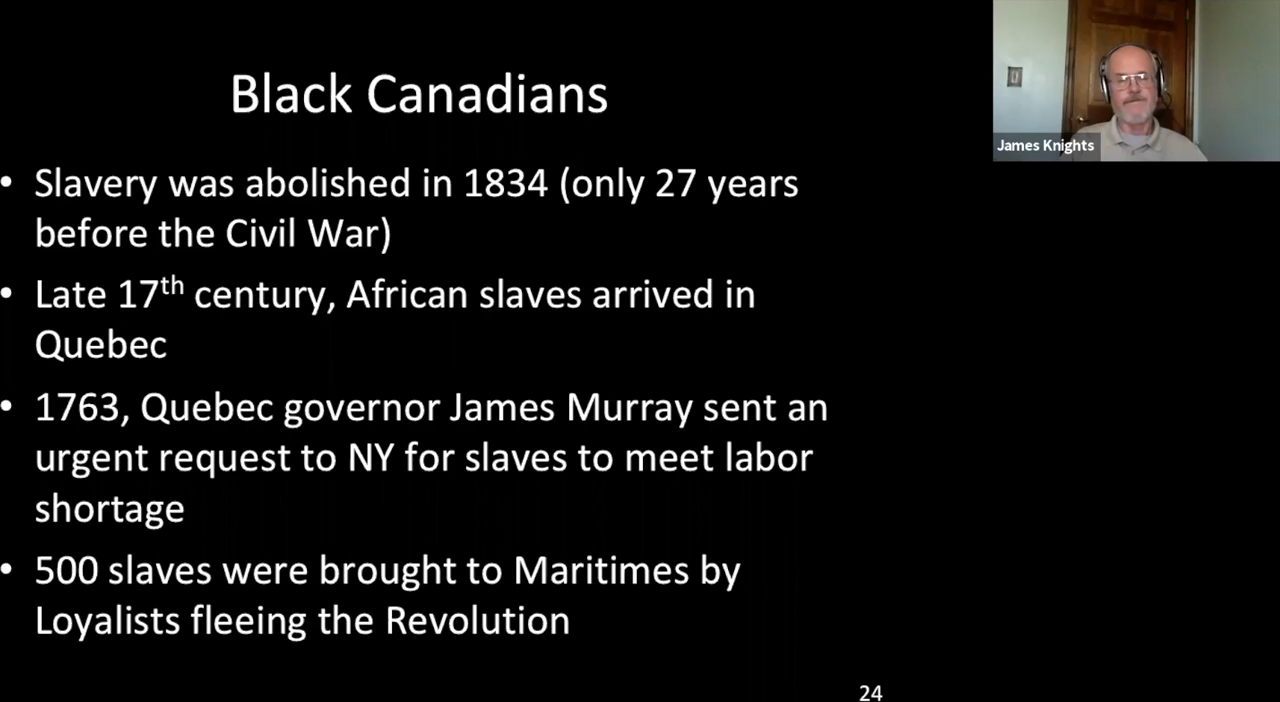 Black Canadians
James Knights
• Slavery was abolished in 1834 (only 27 years
before the Civil War)
• Late 17th century, African slaves arrived in
Quebec
• 1763, Quebec governor James Murray sent an
urgent request to NY for slaves to meet labor
shortage
• 500 slaves were brought to Maritimes by
Loyalists fleeing the Revolution
24